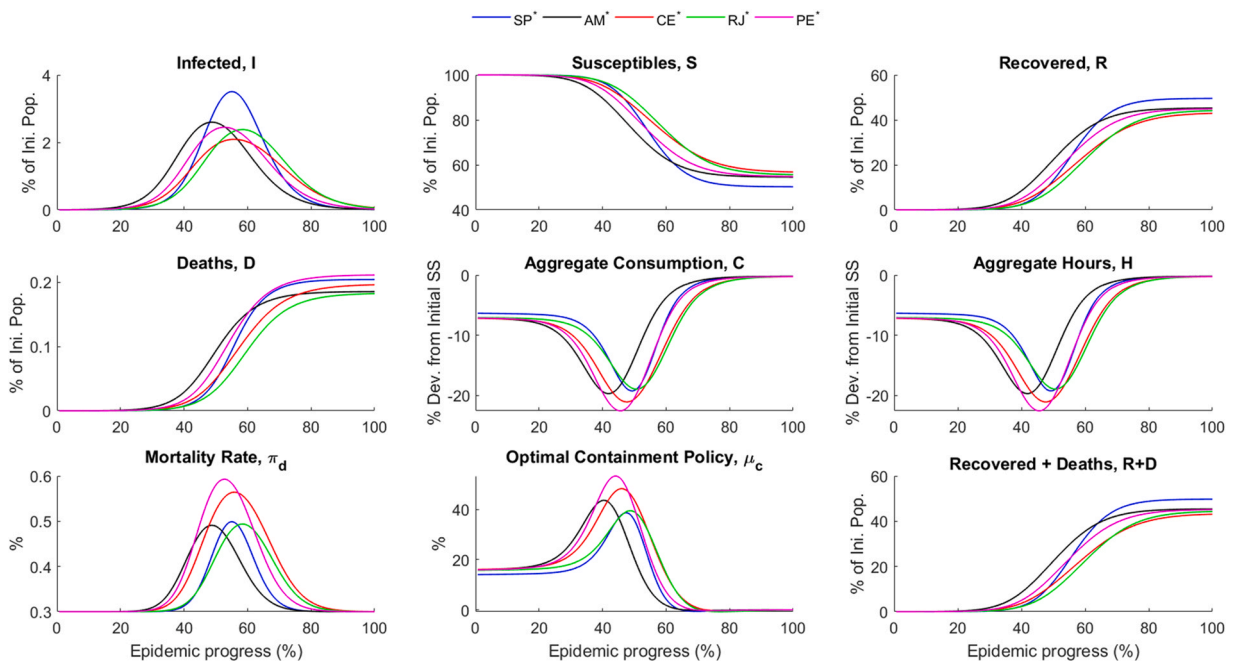 SP* AM* CE* RJ* PE*
Infected, I
% of Ini. Pop.
4
2
0
0 20 40 60 80 100
Susceptibles, S
% of Ini. Pop.
100
80
60
40
0 20 40 60 80 100
Recovered, R
% of Ini. Pop.
60
40
20
0
0 20 40 60 80 100
Deaths, D
% of Ini. Pop.
0.2
0.1
0
0 20 40 60 80 100
Aggregate Consumption, C
% Dev. from Initial SS
0
-10
-20
0 20 40 60 80 100
Aggregate Hours, H
% Dev. from Initial SS
0
-10
-20
0 20 40 60 80 100
Mortality Rate, π_d
%
0.6
0.5
0.4
0.3
0 20 40 60 80 100
Epidemic progress (%)
Optimal Containment Policy, μ_c
%
40
20
0
0 20 40 60 80 100
Epidemic progress (%)
Recovered + Deaths, R+D
% of Ini. Pop.
60
40
20
0
0 20 40 60 80 100
Epidemic progress (%)